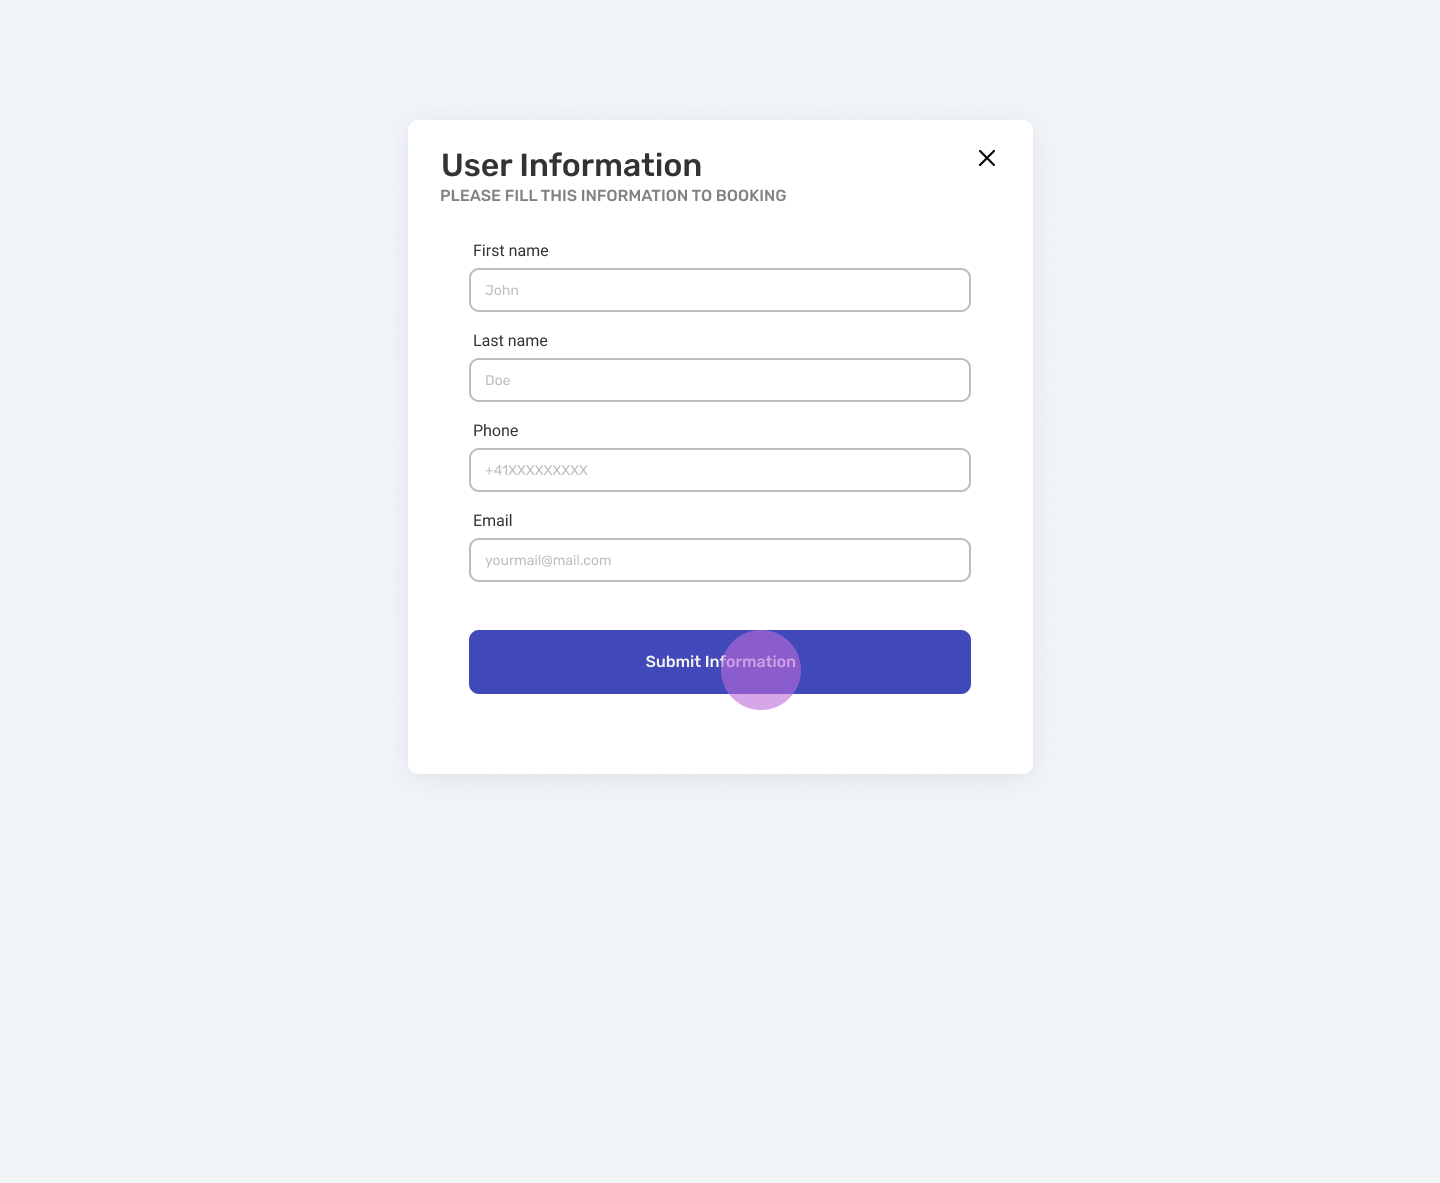 User Information
PLEASE FILL THIS INFORMATION TO BOOKING
First name
John
Last name
Doe
Phone
+41XXXXXXXXX
Email
yourmail@mail.com
Submit Information